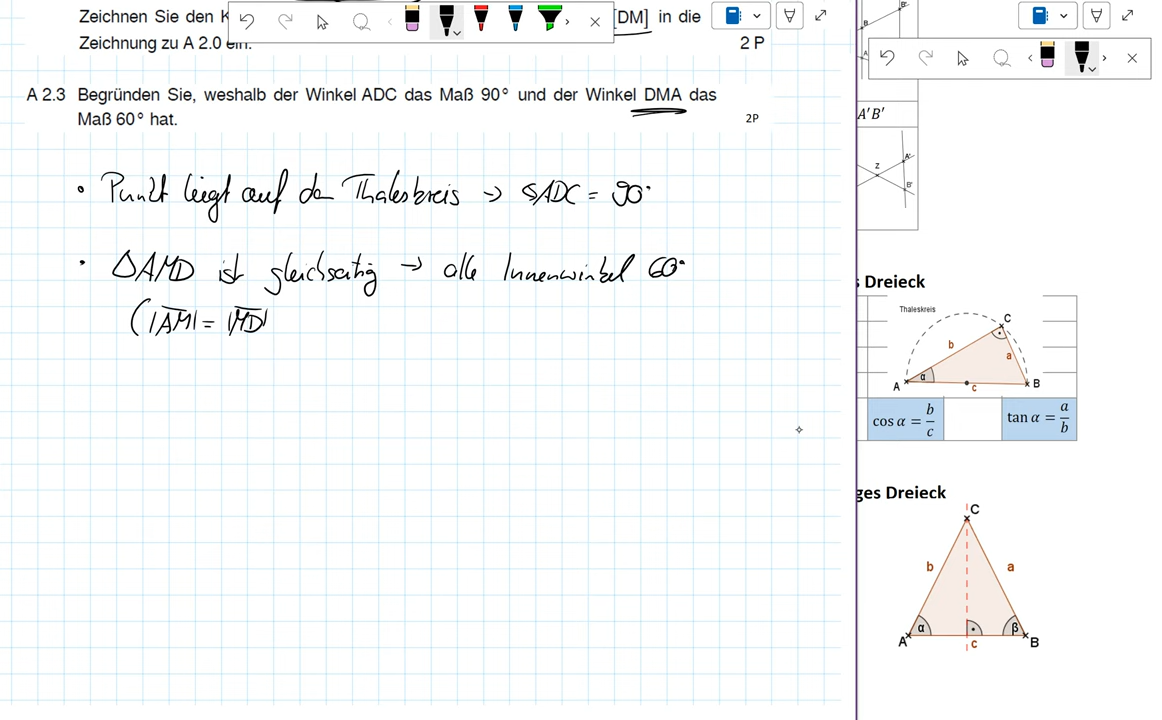 Zeichnen Sie den K
[DM] in die
Zeichnung zu A 2.0 ein.
2 P
A 2.3 Begründen Sie, weshalb der Winkel ADC das Maß 90° und der Winkel DMA das
Maß 60° hat.
2P
• Punkt liegt auf dem Thaleskreis → ∢ADC = 90°
• ΔAMD ist gleichseitig → alle Innenwinkel 60°
(|AM| = |MD|
B'
B
A
A'B'
Z
A'
B'
s Dreieck
Thaleskreis
C
b
a
α
A
c
B
cos α = b/c
tan α = a/b
ges Dreieck
C
b
a
α
β
A
c
B